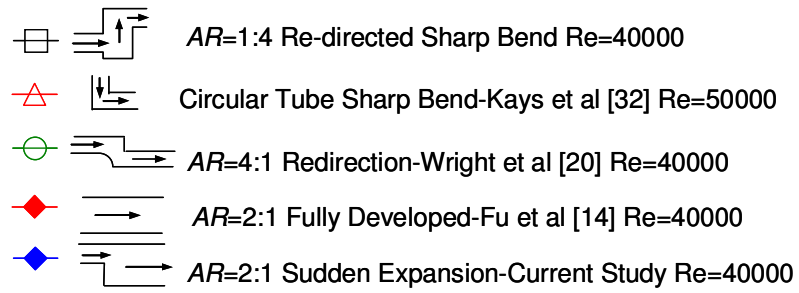 AR=1:4 Re-directed Sharp Bend Re=40000
Circular Tube Sharp Bend-Kays et al [32] Re=50000
AR=4:1 Redirection-Wright et al [20] Re=40000
AR=2:1 Fully Developed-Fu et al [14] Re=40000
AR=2:1 Sudden Expansion-Current Study Re=40000